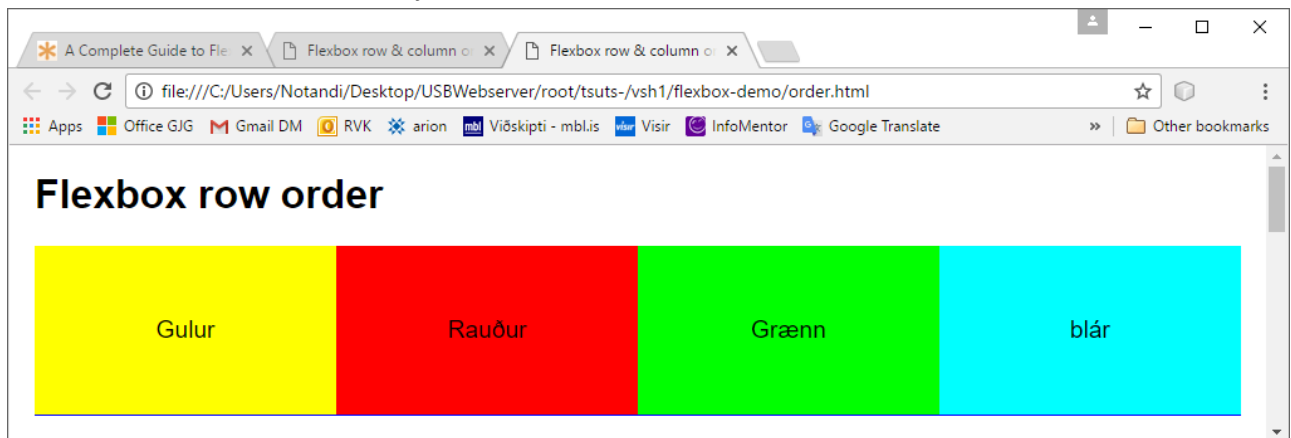 A Complete Guide to Fle
Flexbox row & column o
Flexbox row & column o
file:///C:/Users/Notandi/Desktop/USBWebserver/root/tsuts-/vsh1/flexbox-demo/order.html
Apps Office GJG Gmail DM RVK arion mbl Viðskipti - mbl.is visir Visir InfoMentor Google Translate » Other bookmarks
Flexbox row order
Gulur Rauður Grænn blár